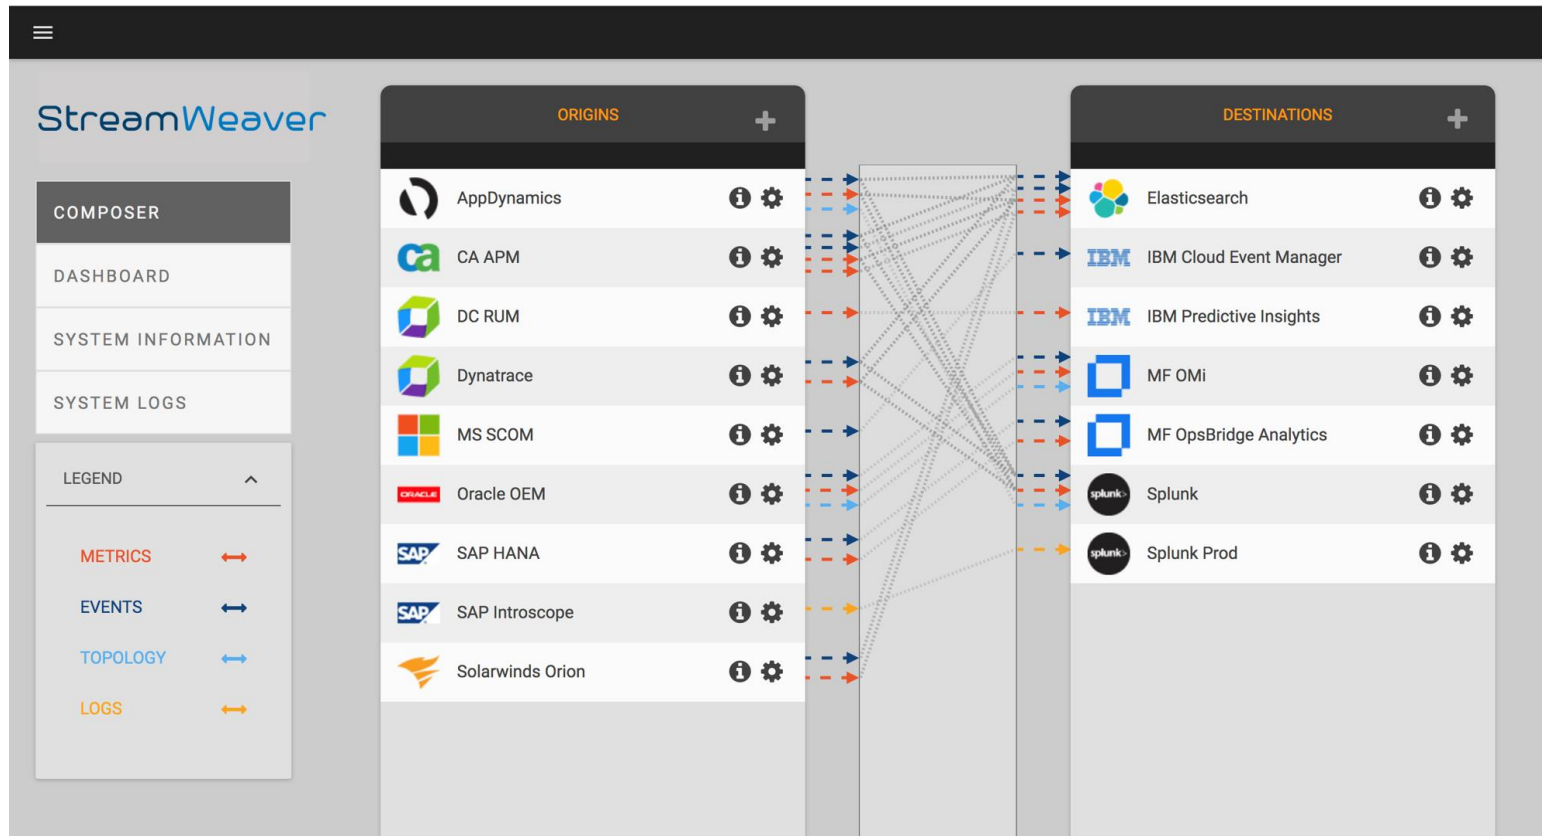 StreamWeaver
COMPOSER
DASHBOARD
SYSTEM INFORMATION
SYSTEM LOGS
LEGEND
METRICS
EVENTS
TOPOLOGY
LOGS
ORIGINS
AppDynamics
ca CA APM
DC RUM
Dynatrace
MS SCOM
ORACLE Oracle OEM
SAP SAP HANA
SAP SAP Introscope
Solarwinds Orion
DESTINATIONS
Elasticsearch
IBM IBM Cloud Event Manager
IBM IBM Predictive Insights
MF OMi
MF OpsBridge Analytics
splunk> Splunk
splunk> Splunk Prod